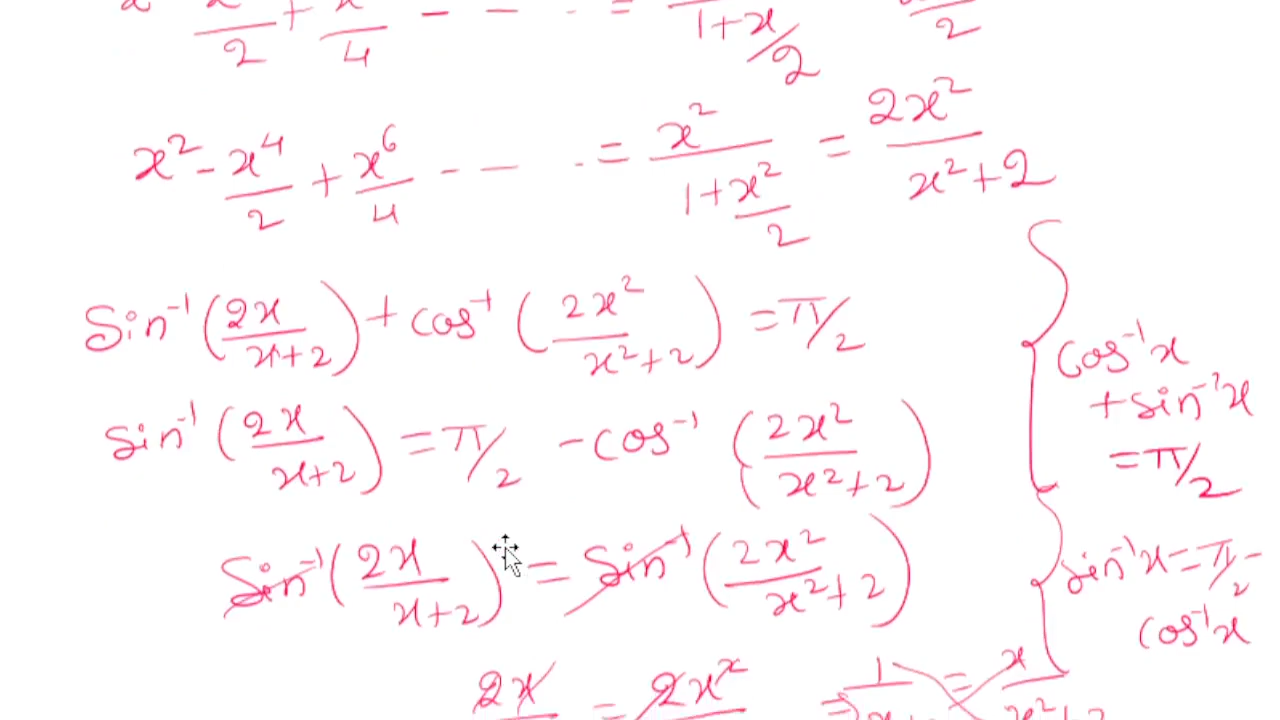 x/2 + x/4 - - - . . = 1+x/2 2
x² - x⁴/2 + x⁶/4 - - - . . = x²/(1+x²/2) = 2x²/(x²+2)
Sin⁻¹(2x/(x+2)) + cos⁻¹(2x²/(x²+2)) = π/2
Sin⁻¹(2x/(x+2)) = π/2 - cos⁻¹(2x²/(x²+2))
Sin⁻¹(2x/(x+2)) = Sin⁻¹(2x²/(x²+2))
2x = 2x² ⇒ 1 = x
cos⁻¹x
+ sin⁻¹x
= π/2
sin⁻¹x = π/2 -
cos⁻¹x